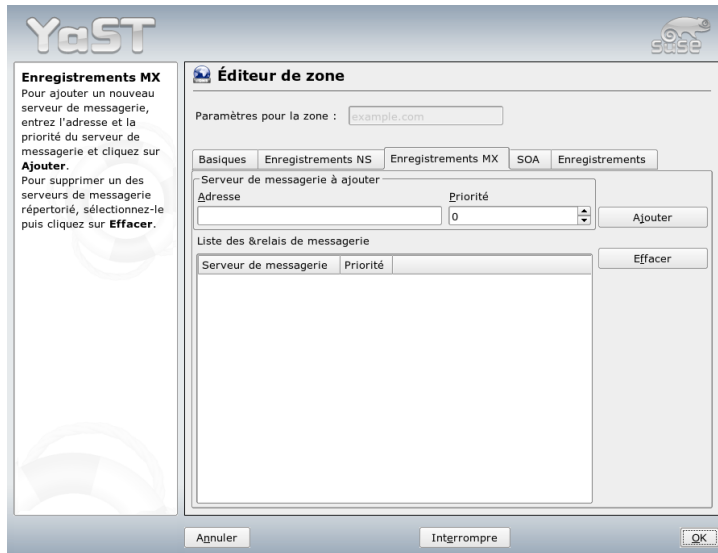 YaST
SUSE
Enregistrements MX
Pour ajouter un nouveau
serveur de messagerie,
entrez l'adresse et la
priorité du serveur de
messagerie et cliquez sur
Ajouter.
Pour supprimer un des
serveurs de messagerie
répertorié, sélectionnez-le
puis cliquez sur Effacer.
Éditeur de zone
Paramètres pour la zone : example.com
Basiques Enregistrements NS Enregistrements MX SOA Enregistrements
Serveur de messagerie à ajouter
Adresse Priorité
0 Ajouter
Liste des &relais de messagerie
Effacer
Serveur de messagerie Priorité
Annuler Interrompre OK